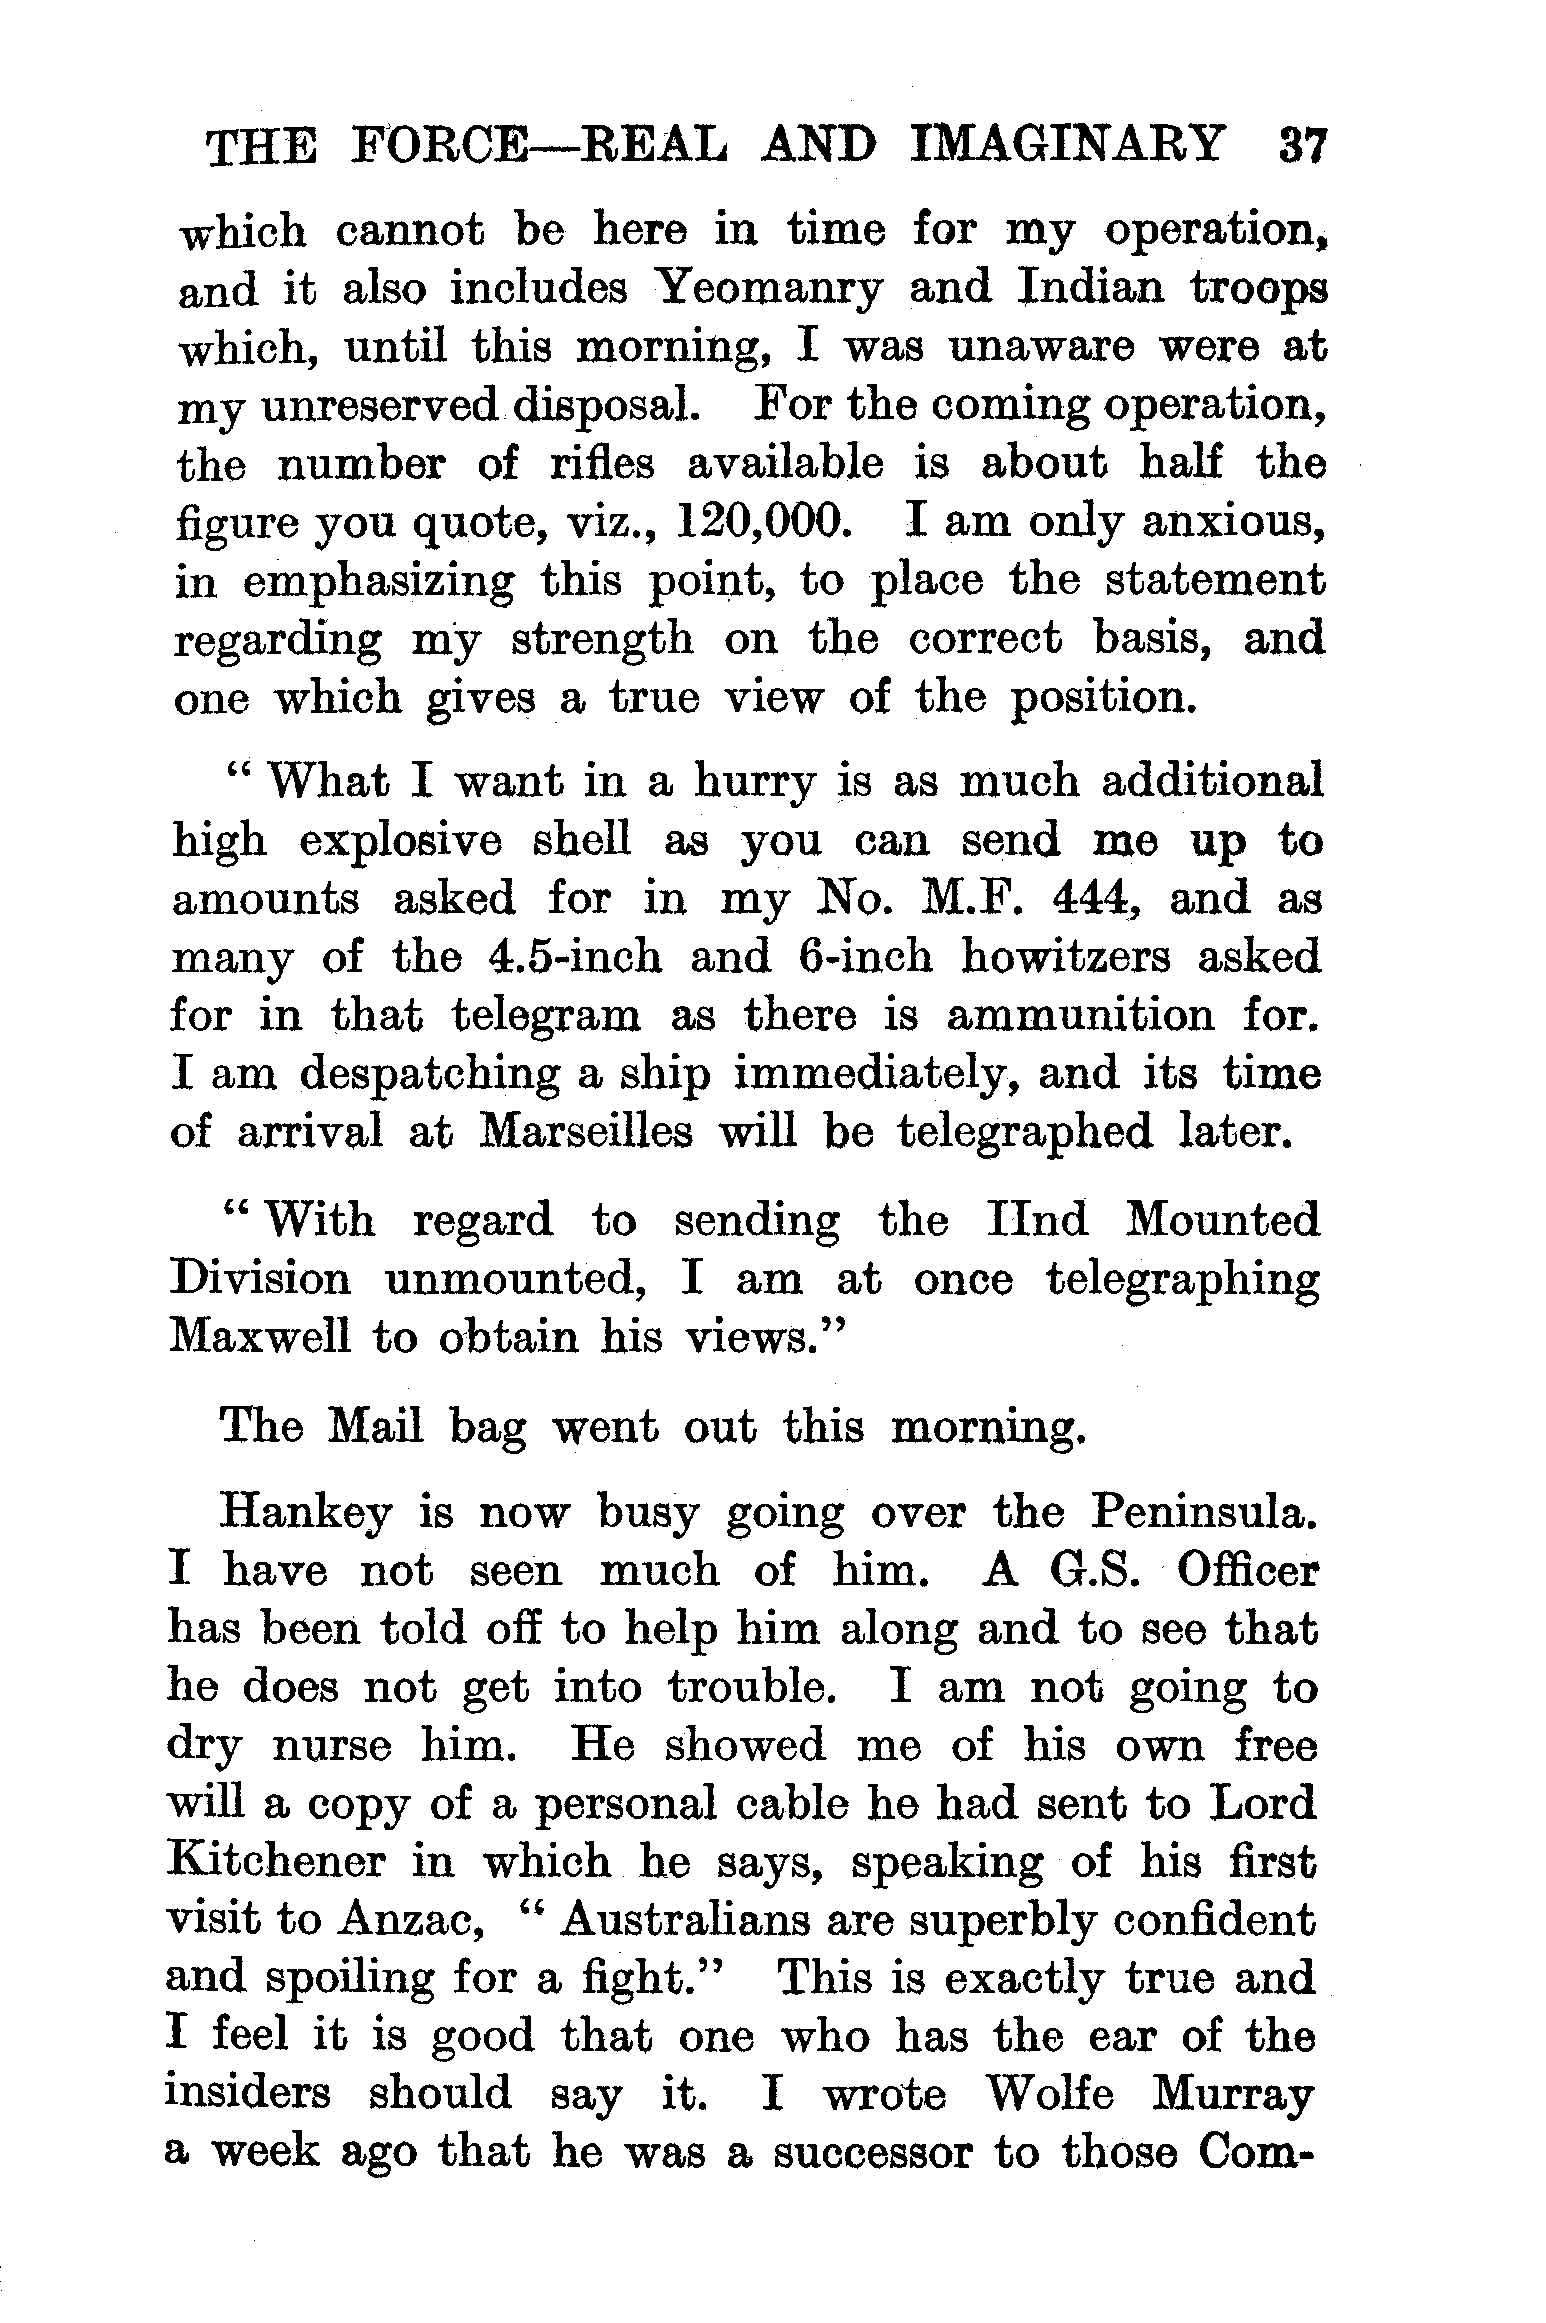 THE FORCE—REAL AND IMAGINARY 37
which cannot be here in time for my operation,
and it also includes Yeomanry and Indian troops
which, until this morning, I was unaware were at
my unreserved disposal. For the coming operation,
the number of rifles available is about half the
figure you quote, viz., 120,000. I am only anxious,
in emphasizing this point, to place the statement
regarding my strength on the correct basis, and
one which gives a true view of the position.
“ What I want in a hurry is as much additional
high explosive shell as you can send me up to
amounts asked for in my No. M.F. 444, and as
many of the 4.5-inch and 6-inch howitzers asked
for in that telegram as there is ammunition for.
I am despatching a ship immediately, and its time
of arrival at Marseilles will be telegraphed later.
“ With regard to sending the IInd Mounted
Division unmounted, I am at once telegraphing
Maxwell to obtain his views.”
The Mail bag went out this morning.
Hankey is now busy going over the Peninsula.
I have not seen much of him. A G.S. Officer
has been told off to help him along and to see that
he does not get into trouble. I am not going to
dry nurse him. He showed me of his own free
will a copy of a personal cable he had sent to Lord
Kitchener in which he says, speaking of his first
visit to Anzac, “ Australians are superbly confident
and spoiling for a fight.” This is exactly true and
I feel it is good that one who has the ear of the
insiders should say it. I wrote Wolfe Murray
a week ago that he was a successor to those Com-